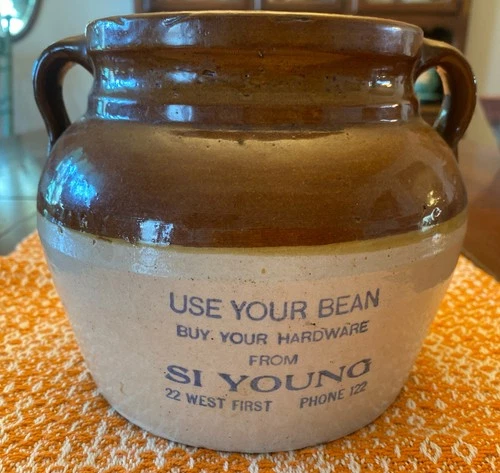 USE YOUR BEAN
BUY. YOUR HARDWARE
FROM
SI YOUNG
22 WEST FIRST PHONE 122